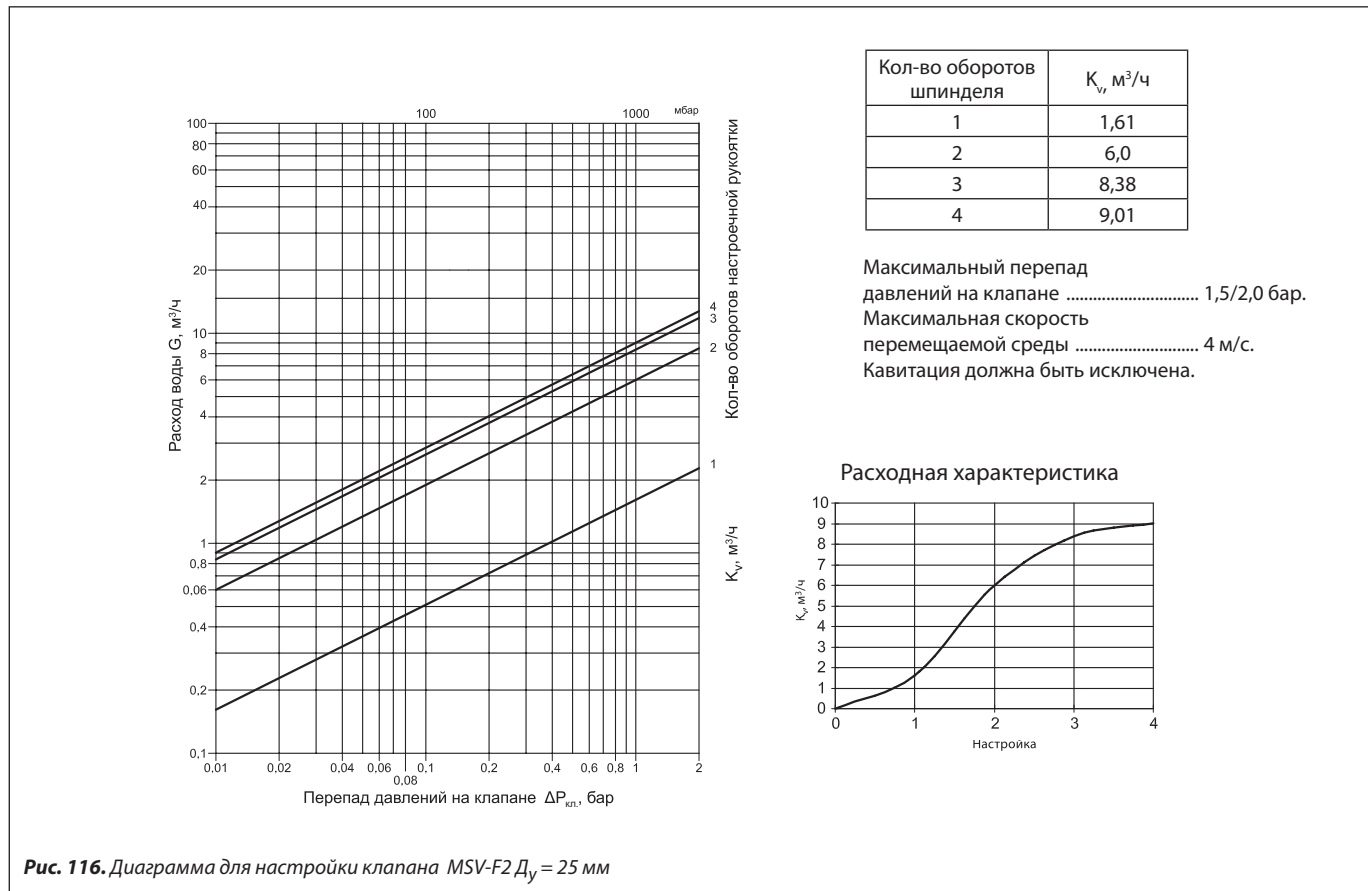 100 1000 мбар
100
80
60
40
20
10
8
6
4
2
1
0,8
0,06
0,4
0,2
0,1
Расход воды G, м³/ч
0,01 0,02 0,04 0,06 0,1 0,2 0,4 0,6 0,8 1 2
0,08
Перепад давлений на клапане ΔPкл., бар
4
3
2
1
Кол-во оборотов настроечной рукоятки
Kv, м³/ч
Кол-во оборотов шпинделя Kv, м³/ч
1 1,61
2 6,0
3 8,38
4 9,01
Максимальный перепад
давлений на клапане .............................. 1,5/2,0 бар.
Максимальная скорость
перемещаемой среды ............................ 4 м/с.
Кавитация должна быть исключена.
Расходная характеристика
10
9
8
7
6
5
4
3
2
1
0
Kv, м³/ч
0 1 2 3 4
Настройка
Рис. 116. Диаграмма для настройки клапана MSV-F2 Ду = 25 мм